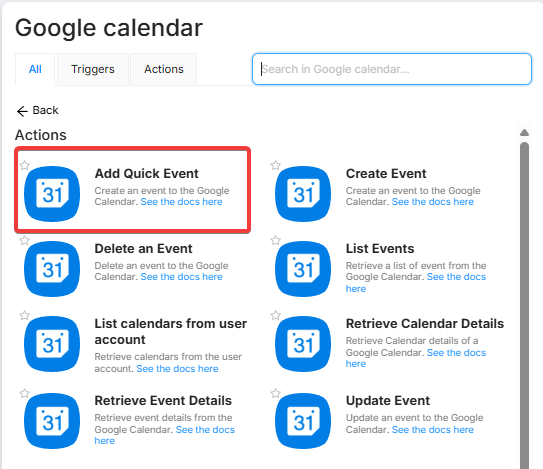 Google calendar
All
Triggers
Actions
Search in Google calendar...
← Back
Actions
31
Add Quick Event
Create an event to the Google
Calendar. See the docs here
31
Create Event
Create an event to the Google
Calendar. See the docs here
31
Delete an Event
Delete an event to the Google
Calendar. See the docs here
31
List Events
Retrieve a list of event from the
Google Calendar. See the docs
here
31
List calendars from user
account
Retrieve calendars from the user
account. See the docs here
31
Retrieve Calendar Details
Retrieve Calendar details of a
Google Calendar. See the docs
here
31
Retrieve Event Details
Retrieve event details from the
Google Calendar. See the docs
here
31
Update Event
Update an event to the Google
Calendar. See the docs here